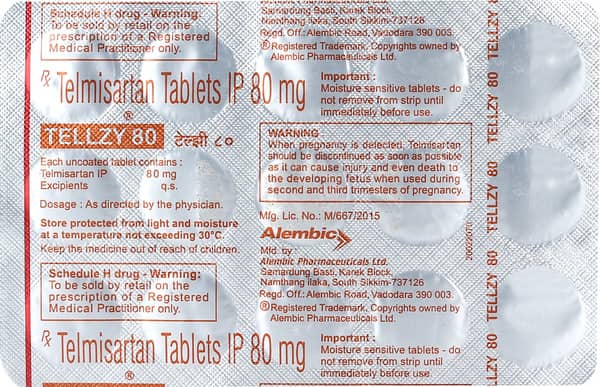 Schedule H drug - Warning:
To be sold by retail on the
prescription of a Registered
Medical Practitioner only.
Samardung Basti, Karek Block,
Namthang Ilaka, South Sikkim-737126
Regd. Off.: Alembic Road, Vadodara 390 003.
®Registered Trademark, Copyrights owned by
Alembic Pharmaceuticals Ltd.
Rx Telmisartan Tablets IP 80 mg
®
Important :
Moisture sensitive tablets - do
not remove from strip until
immediately before use.
TELLZY 80 टेल्झी ८०
Each uncoated tablet contains :
Telmisartan IP 80 mg
Excipients q.s.
Dosage : As directed by the physician.
Store protected from light and moisture
at a temperature not exceeding 30°C.
Keep the medicine out of reach of children.
WARNING :
When pregnancy is detected, Telmisartan
should be discontinued as soon as possible
as it can cause injury and even death to
the developing fetus when used during
second and third trimesters of pregnancy.
Mfg. Lic. No.: M/667/2015
Alembic
Mfd. by
Alembic Pharmaceuticals Ltd.
Samardung Basti, Karek Block,
Namthang Ilaka, South Sikkim-737126
Regd. Off.: Alembic Road, Vadodara 390 003.
®Registered Trademark, Copyrights owned by
Alembic Pharmaceuticals Ltd.
Schedule H drug - Warning:
To be sold by retail on the
prescription of a Registered
Medical Practitioner only.
Rx Telmisartan Tablets IP 80 mg
®
Important :
Moisture sensitive tablets - do
not remove from strip until
immediately before use.
TELLZY 80
TELLZY 80
TELLZY 80
TELLZY 80